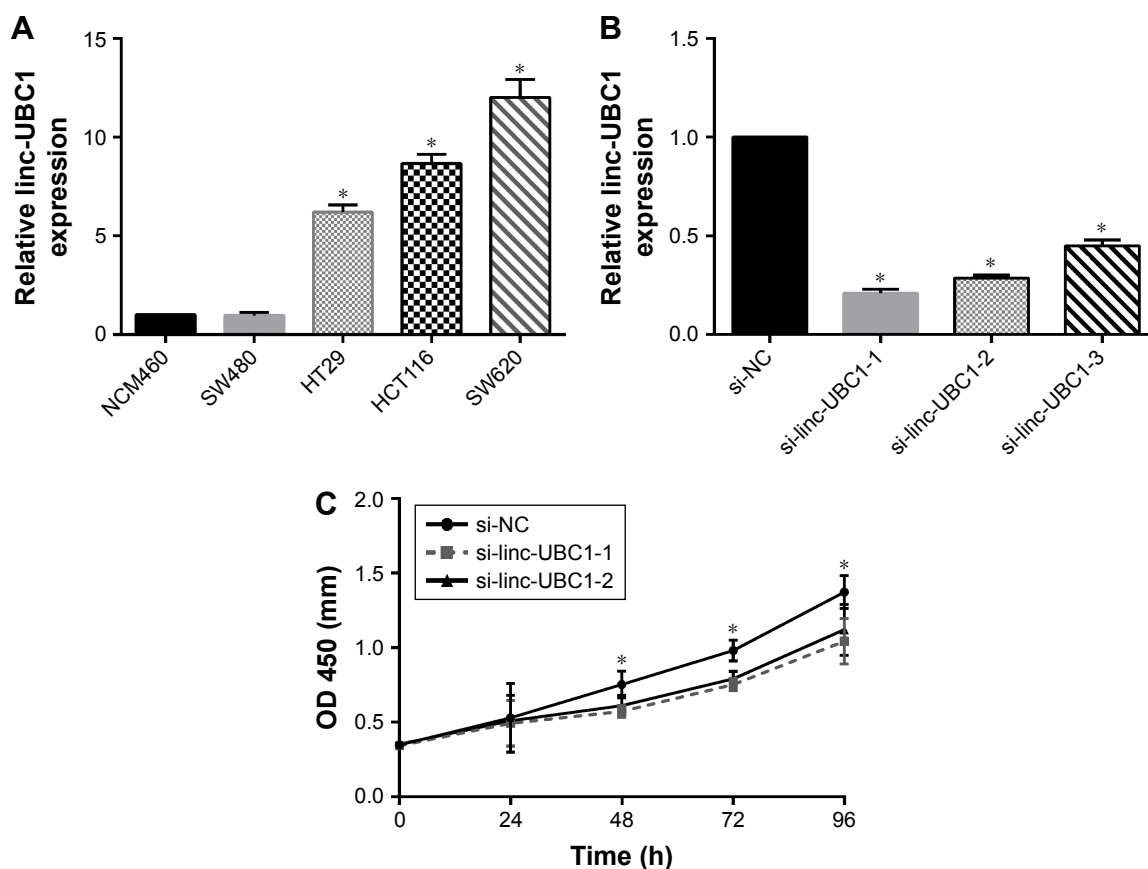 A
Relative linc-UBC1
expression
15
10
5
0
*
*
*
NCM460
SW480
HT29
HCT116
SW620
B
Relative linc-UBC1
expression
1.5
1.0
0.5
0.0
*
*
*
si-NC
si-linc-UBC1-1
si-linc-UBC1-2
si-linc-UBC1-3
C
OD 450 (mm)
2.0
1.5
1.0
0.5
0.0
si-NC
si-linc-UBC1-1
si-linc-UBC1-2
*
*
*
0
24
48
72
96
Time (h)